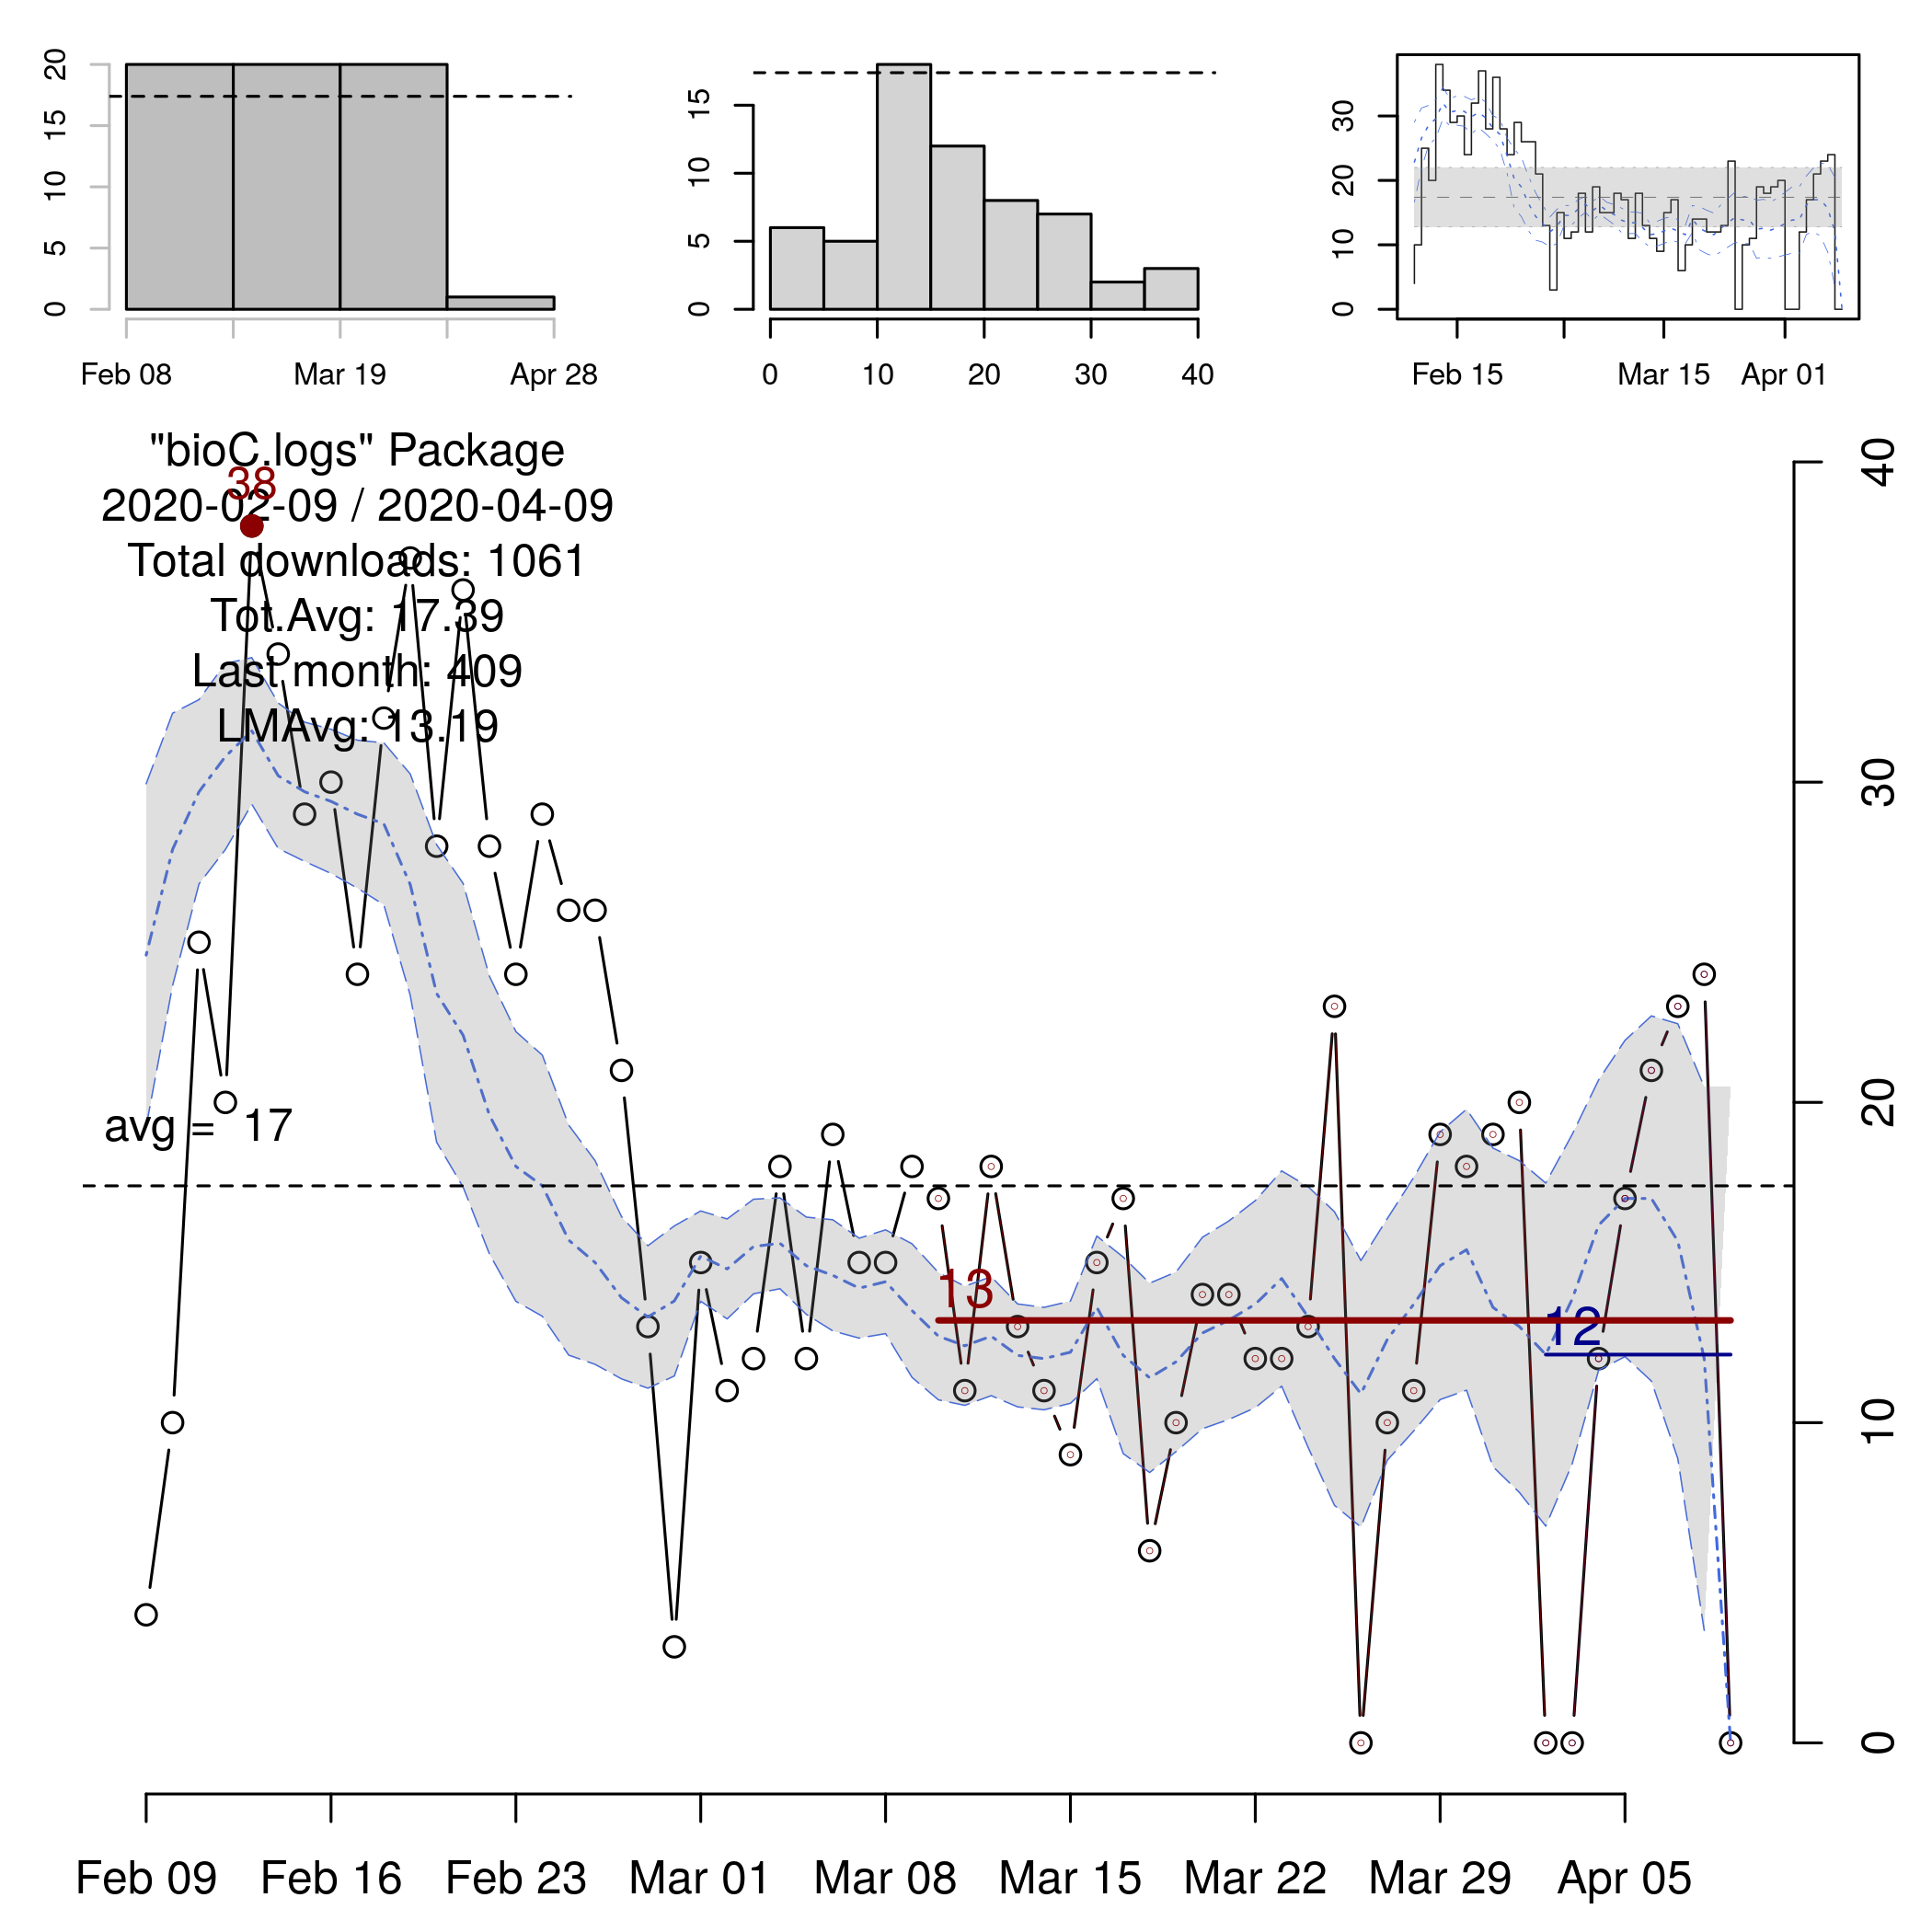 20
15
10
5
0
Feb 08 Mar 19 Apr 28
15
10
5
0
0 10 20 30 40
30
20
10
0
Feb 15 Mar 15 Apr 01
"bioC.logs" Package
38
2020-02-09 / 2020-04-09
Total downloads: 1061
Tot.Avg: 17.39
Last month: 409
LMAvg: 13.19
avg = 17
13
12
40
30
20
10
0
Feb 09 Feb 16 Feb 23 Mar 01 Mar 08 Mar 15 Mar 22 Mar 29 Apr 05